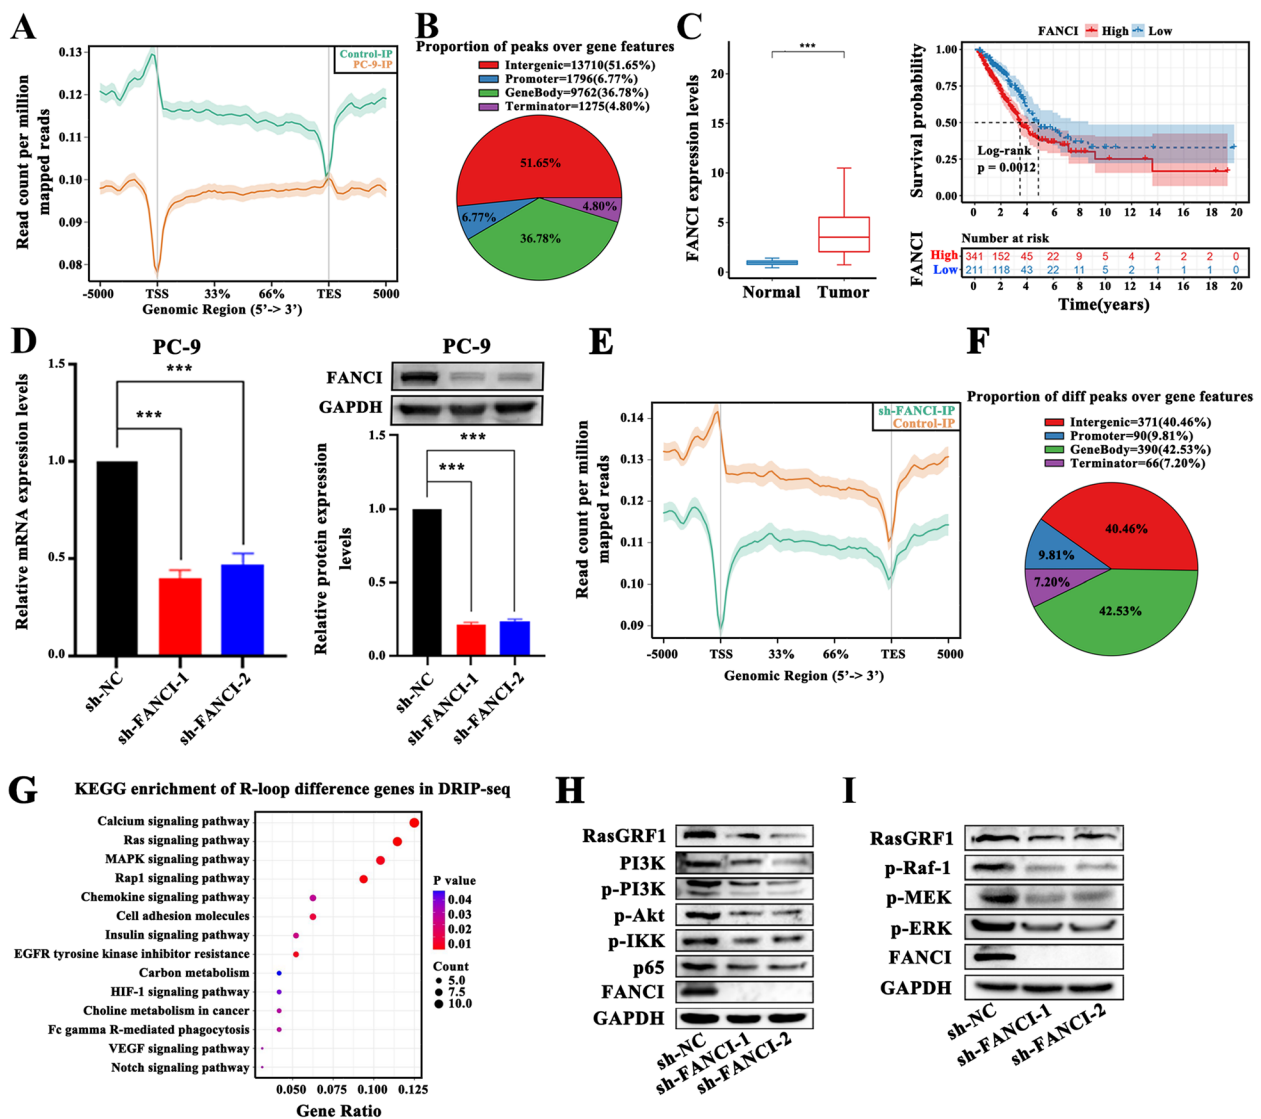 A
Control-IP
PC-9-IP
Read count per million
mapped reads
0.13
0.12
0.11
0.10
0.09
0.08
-5000 TSS 33% 66% TES 5000
Genomic Region (5'-> 3')
B
Proportion of peaks over gene features
Intergenic=13710(51.65%)
Promoter=1796(6.77%)
GeneBody=9762(36.78%)
Terminator=1275(4.80%)
51.65%
6.77%
4.80%
36.78%
C
***
FANCI expression levels
20
15
10
5
0
Normal Tumor
FANCI High Low
Survival probability
1.00
0.75
0.50
0.25
0.00
Log-rank
p = 0.0012
0 2 4 6 8 10 12 14 16 18 20
Number at risk
FANCI
High 341 152 45 22 9 5 4 2 2 2 0
Low 211 118 43 22 11 5 2 1 1 1 0
0 2 4 6 8 10 12 14 16 18 20
Time(years)
D
PC-9
Relative mRNA expression levels
1.5
1.0
0.5
0.0
***
***
sh-NC
sh-FANCI-1
sh-FANCI-2
PC-9
FANCI
GAPDH
Relative protein expression
levels
1.5
1.0
0.5
0.0
***
***
sh-NC
sh-FANCI-1
sh-FANCI-2
E
sh-FANCI-IP
Control-IP
Read count per million
mapped reads
0.14
0.13
0.12
0.11
0.10
0.09
-5000 TSS 33% 66% TES 5000
Genomic Region (5'-> 3')
F
Proportion of diff peaks over gene features
Intergenic=371(40.46%)
Promoter=90(9.81%)
GeneBody=390(42.53%)
Terminator=66(7.20%)
40.46%
9.81%
7.20%
42.53%
G
KEGG enrichment of R-loop difference genes in DRIP-seq
Calcium signaling pathway
Ras signaling pathway
MAPK signaling pathway
Rap1 signaling pathway
Chemokine signaling pathway
Cell adhesion molecules
Insulin signaling pathway
EGFR tyrosine kinase inhibitor resistance
Carbon metabolism
HIF-1 signaling pathway
Choline metabolism in cancer
Fc gamma R-mediated phagocytosis
VEGF signaling pathway
Notch signaling pathway
0.050 0.075 0.100 0.125
Gene Ratio
P value
0.04
0.03
0.02
0.01
Count
5.0
7.5
10.0
H
RasGRF1
PI3K
p-PI3K
p-Akt
p-IKK
p65
FANCI
GAPDH
sh-NC
sh-FANCI-1
sh-FANCI-2
I
RasGRF1
p-Raf-1
p-MEK
p-ERK
FANCI
GAPDH
sh-NC
sh-FANCI-1
sh-FANCI-2